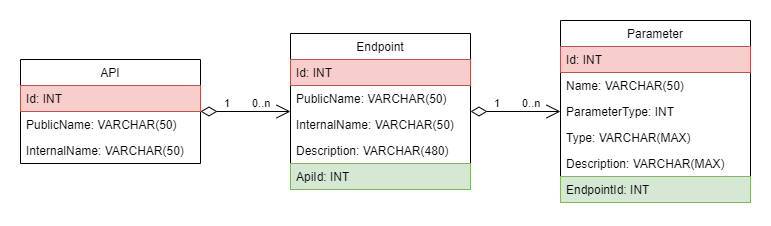 API
Id: INT
PublicName: VARCHAR(50)
InternalName: VARCHAR(50)
1
0..n
Endpoint
Id: INT
PublicName: VARCHAR(50)
InternalName: VARCHAR(50)
Description: VARCHAR(480)
ApiId: INT
1
0..n
Parameter
Id: INT
Name: VARCHAR(50)
ParameterType: INT
Type: VARCHAR(MAX)
Description: VARCHAR(MAX)
EndpointId: INT